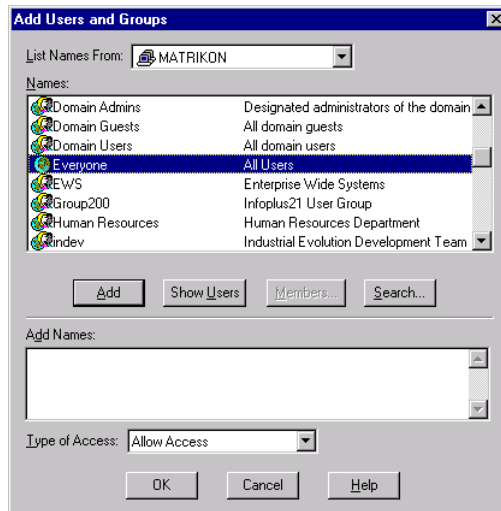 Add Users and Groups
List Names From: MATRIKON
Names:
Domain Admins Designated administrators of the domain
Domain Guests All domain guests
Domain Users All domain users
Everyone All Users
EWS Enterprise Wide Systems
Group200 Infoplus21 User Group
Human Resources Human Resources Department
indev Industrial Evolution Development Team
Add Show Users Members... Search...
Add Names:
Type of Access: Allow Access
OK Cancel Help